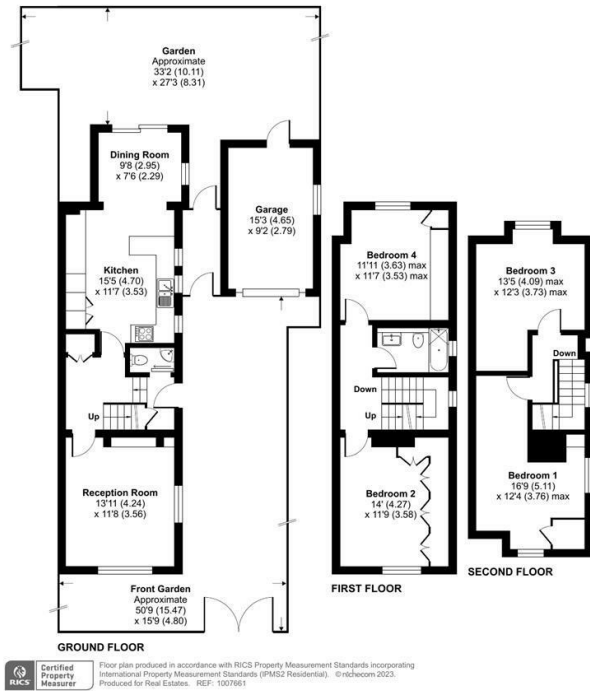 Garden
Approximate
33'2 (10.11)
x 27'3 (8.31)
Dining Room
9'8 (2.95)
x 7'6 (2.29)
Garage
15'3 (4.65)
x 9'2 (2.79)
Kitchen
15'5 (4.70)
x 11'7 (3.53)
Up
Reception Room
13'11 (4.24)
x 11'8 (3.56)
Front Garden
Approximate
50'9 (15.47)
x 15'9 (4.80)
GROUND FLOOR
Bedroom 4
11'11 (3.63) max
x 11'7 (3.53) max
Down
Up
Bedroom 2
14' (4.27)
x 11'9 (3.58)
FIRST FLOOR
Bedroom 3
13'5 (4.09) max
x 12'3 (3.73) max
Down
Bedroom 1
16'9 (5.11)
x 12'4 (3.76) max
SECOND FLOOR
RICS
Certified
Property
Measurer
Floor plan produced in accordance with RICS Property Measurement Standards incorporating
International Property Measurement Standards (IPMS2 Residential). © nichecom 2023.
Produced for Real Estates. REF: 1007661